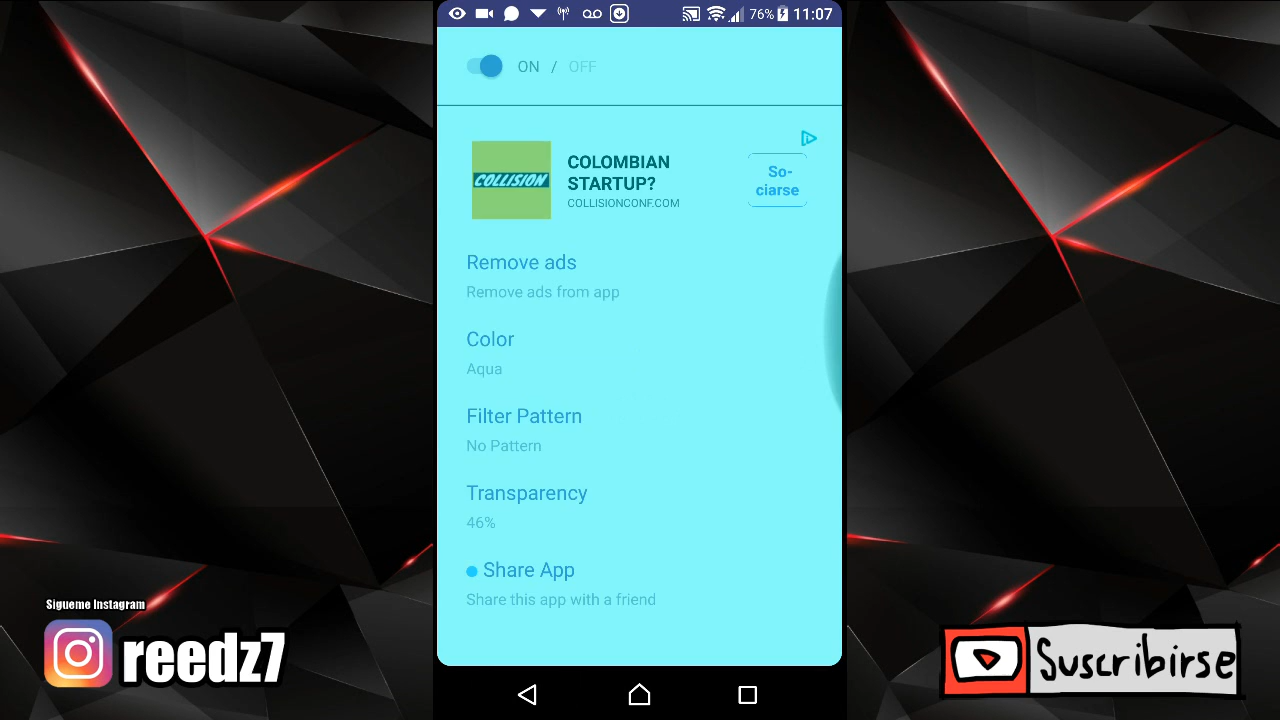 76% 11:07
ON / OFF
COLLISION
COLOMBIAN
STARTUP?
COLLISIONCONF.COM
So-
ciarse
Remove ads
Remove ads from app
Color
Aqua
Filter Pattern
No Pattern
Transparency
46%
Share App
Share this app with a friend
Sigueme Instagram
reedz7
Suscribirse